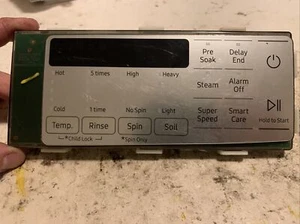 Pre Soak
Delay End
Hot 5 times High Heavy
Steam
Alarm Off
Cold 1 time No Spin Light
Super Speed
Smart Care
Temp. Rinse Spin Soil
Hold to Start
*Child Lock
*Spin Only